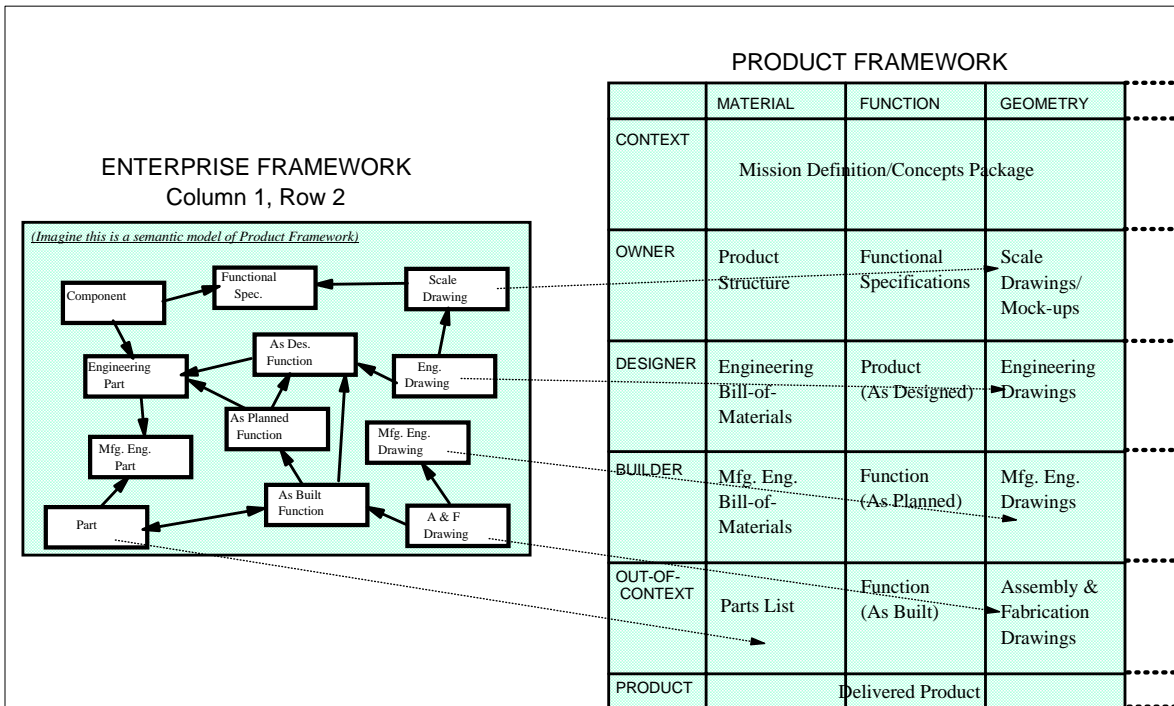 PRODUCT FRAMEWORK
MATERIAL FUNCTION GEOMETRY
CONTEXT
Mission Definition/Concepts Package
ENTERPRISE FRAMEWORK
Column 1, Row 2
(Imagine this is a semantic model of Product Framework)
Component
Functional
Spec.
Scale
Drawing
Engineering
Part
As Des.
Function
Eng.
Drawing
As Planned
Function
Mfg. Eng.
Drawing
Mfg. Eng.
Part
As Built
Function
Part
A & F
Drawing
OWNER
Product
Structure
Functional
Specifications
Scale
Drawings/
Mock-ups
DESIGNER
Engineering
Bill-of-
Materials
Product
(As Designed)
Engineering
Drawings
BUILDER
Mfg. Eng.
Bill-of-
Materials
Function
(As Planned)
Mfg. Eng.
Drawings
OUT-OF-
CONTEXT
Parts List
Function
(As Built)
Assembly &
Fabrication
Drawings
PRODUCT
Delivered Product